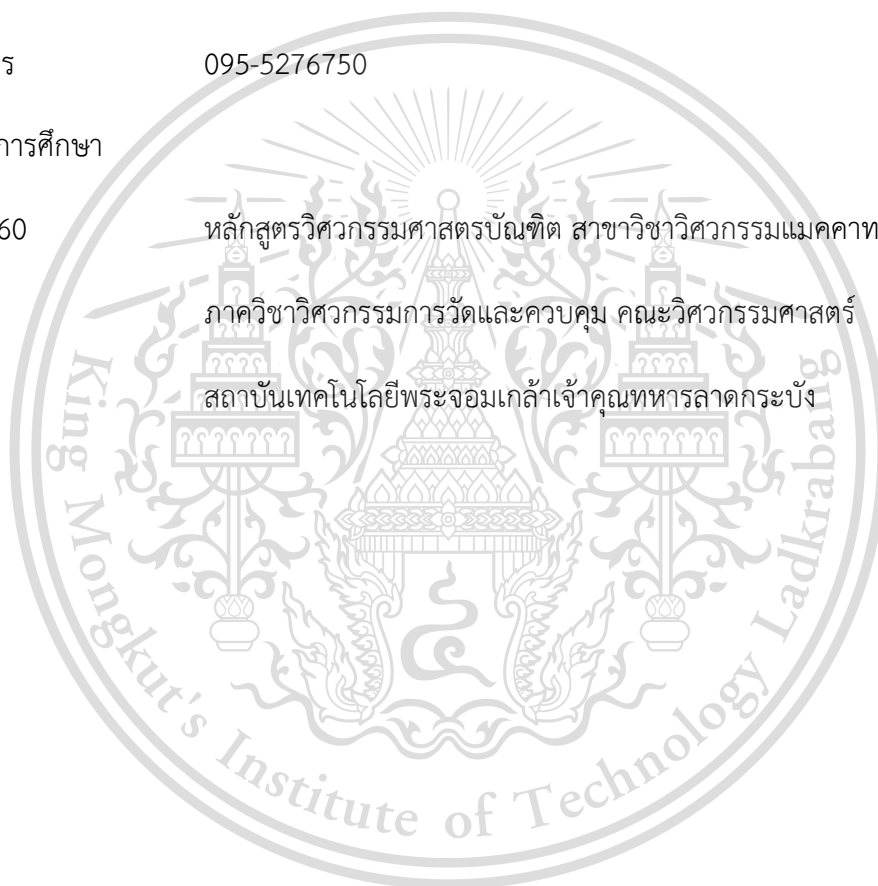 ร 095-5276750
การศึกษา
60 หลักสูตรวิศวกรรมศาสตรบัณฑิต สาขาวิชาวิศวกรรมแมคคาท
ภาควิชาวิศวกรรมการวัดและควบคุม คณะวิศวกรรมศาสตร์
สถาบันเทคโนโลยีพระจอมเกล้าเจ้าคุณทหารลาดกระบัง
King Mongkut's Institute of Technology Ladkrabang